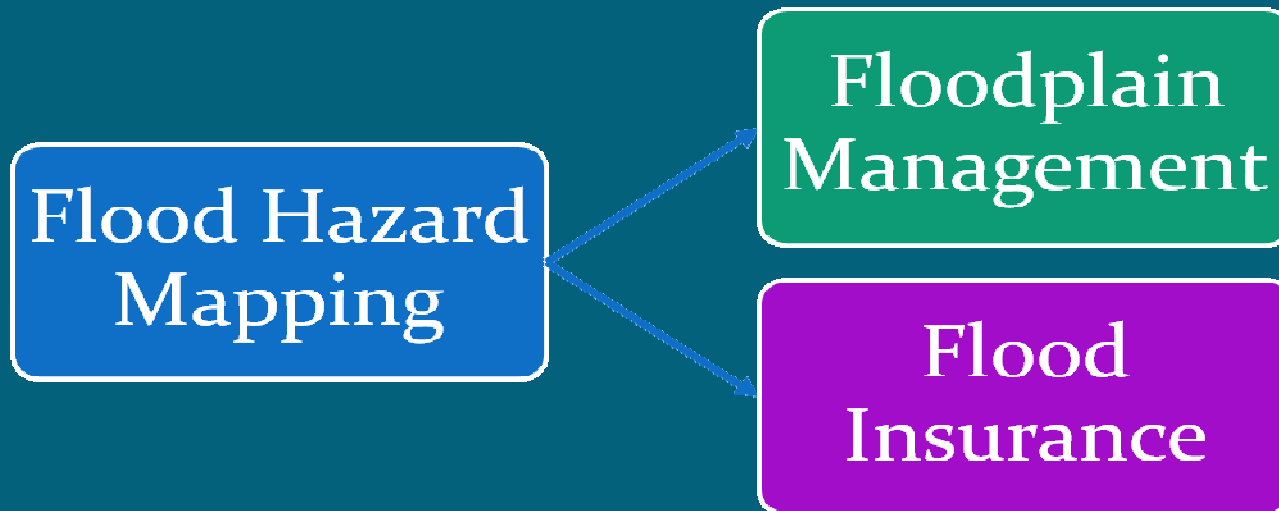 Flood Hazard
Mapping
Floodplain
Management
Flood
Insurance